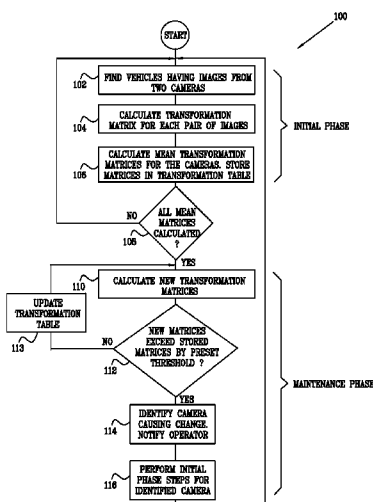 100
START
FIND VEHICLES HAVING IMAGES FROM
TWO CAMERAS
102
CALCULATE TRANSFORMATION
MATRIX FOR EACH PAIR OF IMAGES
104
INITIAL PHASE
CALCULATE MEAN TRANSFORMATION
MATRICES FOR THE CAMERAS. STORE
MATRICES IN TRANSFORMATION TABLE
106
NO
ALL MEAN
MATRICES
CALCULATED
?
108
YES
110
CALCULATE NEW TRANSFORMATION
MATRICES
UPDATE
TRANSFORMATION
TABLE
113
NO
NEW MATRICES
EXCEED STORED
MATRICES BY PRESET
THRESHOLD ?
112
MAINTENANCE PHASE
YES
IDENTIFY CAMERA
CAUSING CHANGE.
NOTIFY OPERATOR
114
PERFORM INITIAL
PHASE STEPS FOR
IDENTIFIED CAMERA
116